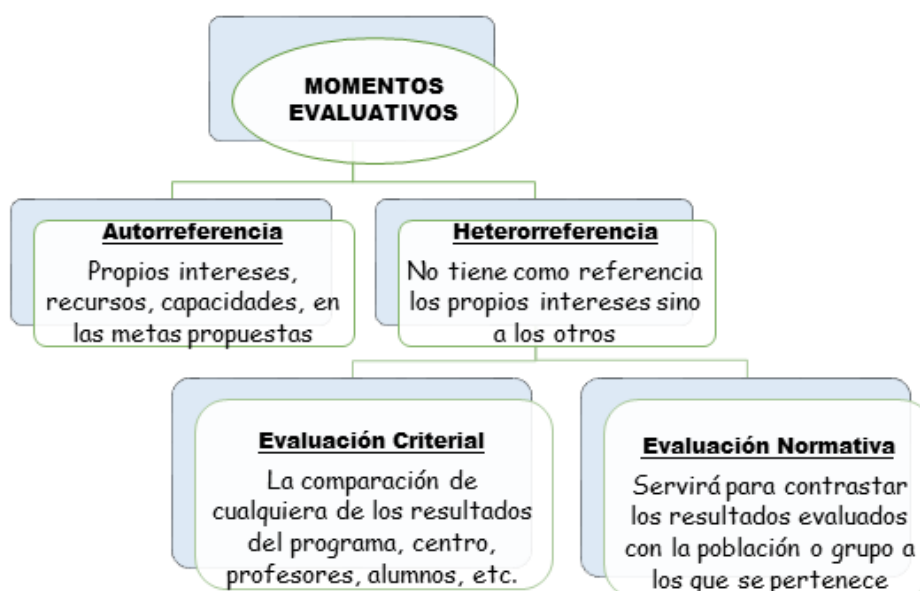 MOMENTOS
EVALUATIVOS
Autorreferencia
Propios intereses,
recursos, capacidades, en
las metas propuestas
Heterorreferencia
No tiene como referencia
los propios intereses sino
a los otros
Evaluación Criterial
La comparación de
cualquiera de los resultados
del programa, centro,
profesores, alumnos, etc.
Evaluación Normativa
Servirá para contrastar
los resultados evaluados
con la población o grupo a
los que se pertenece